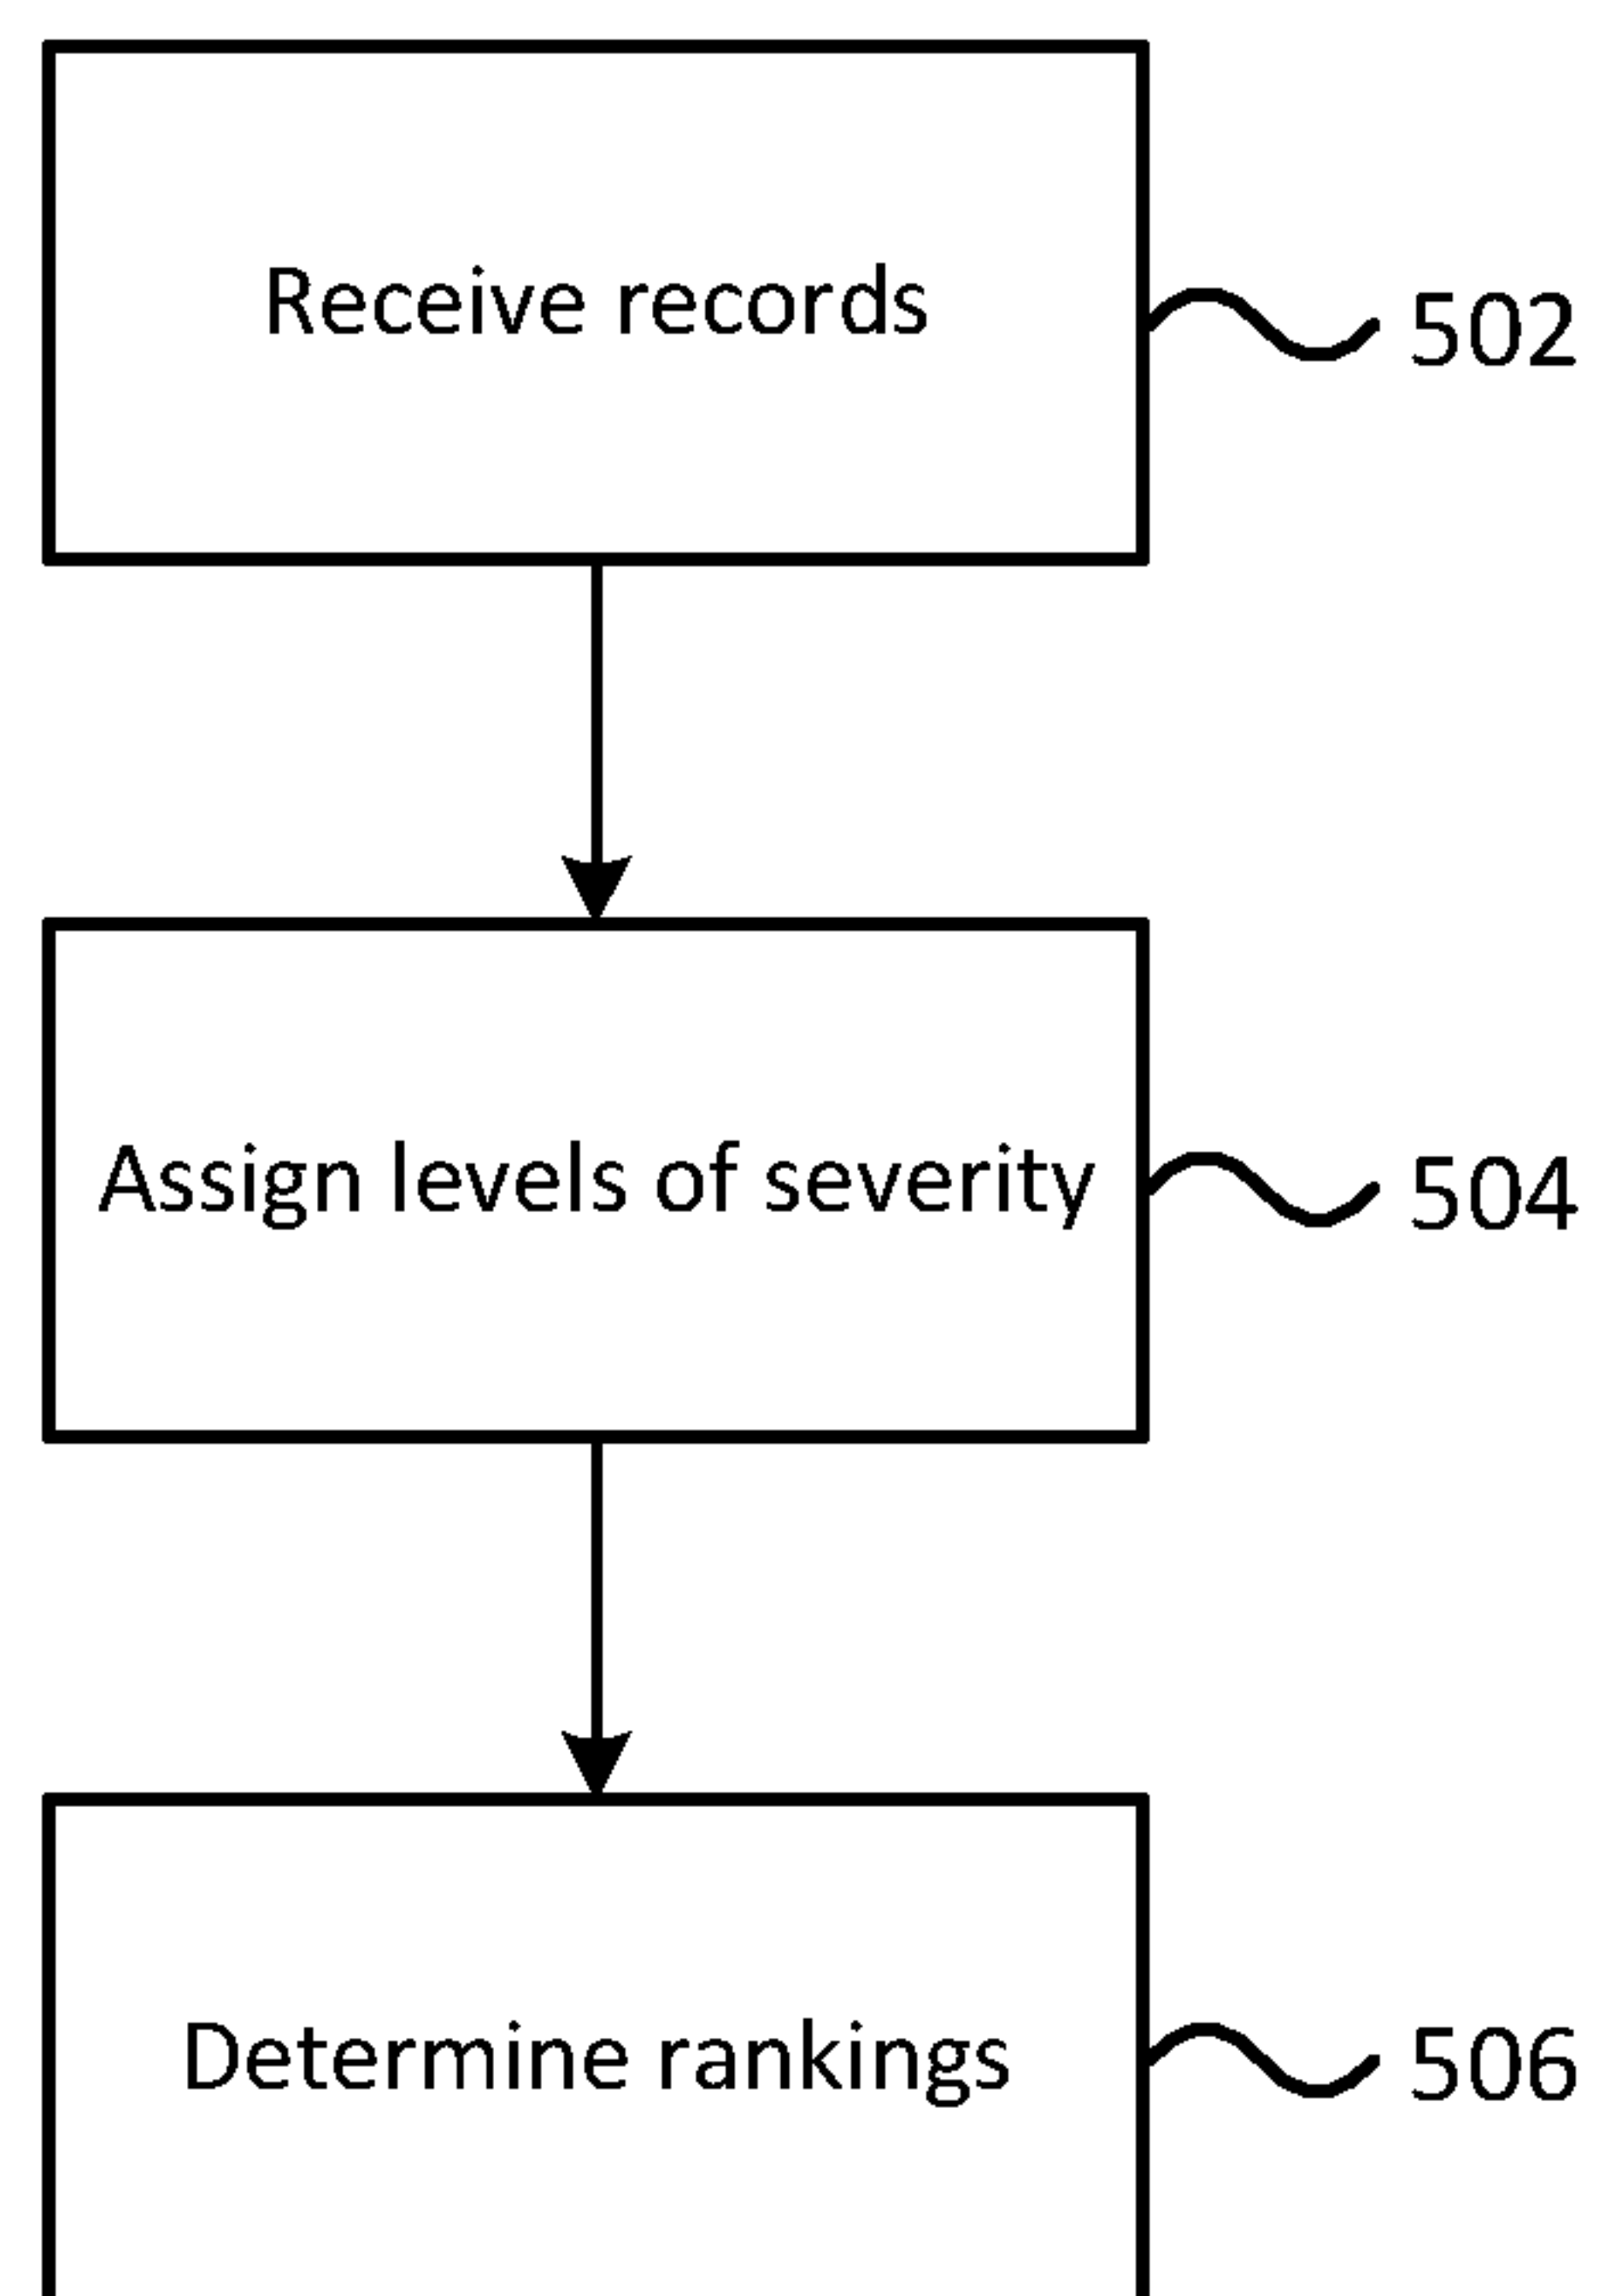 Receive records
502
Assign levels of severity
504
Determine rankings
506